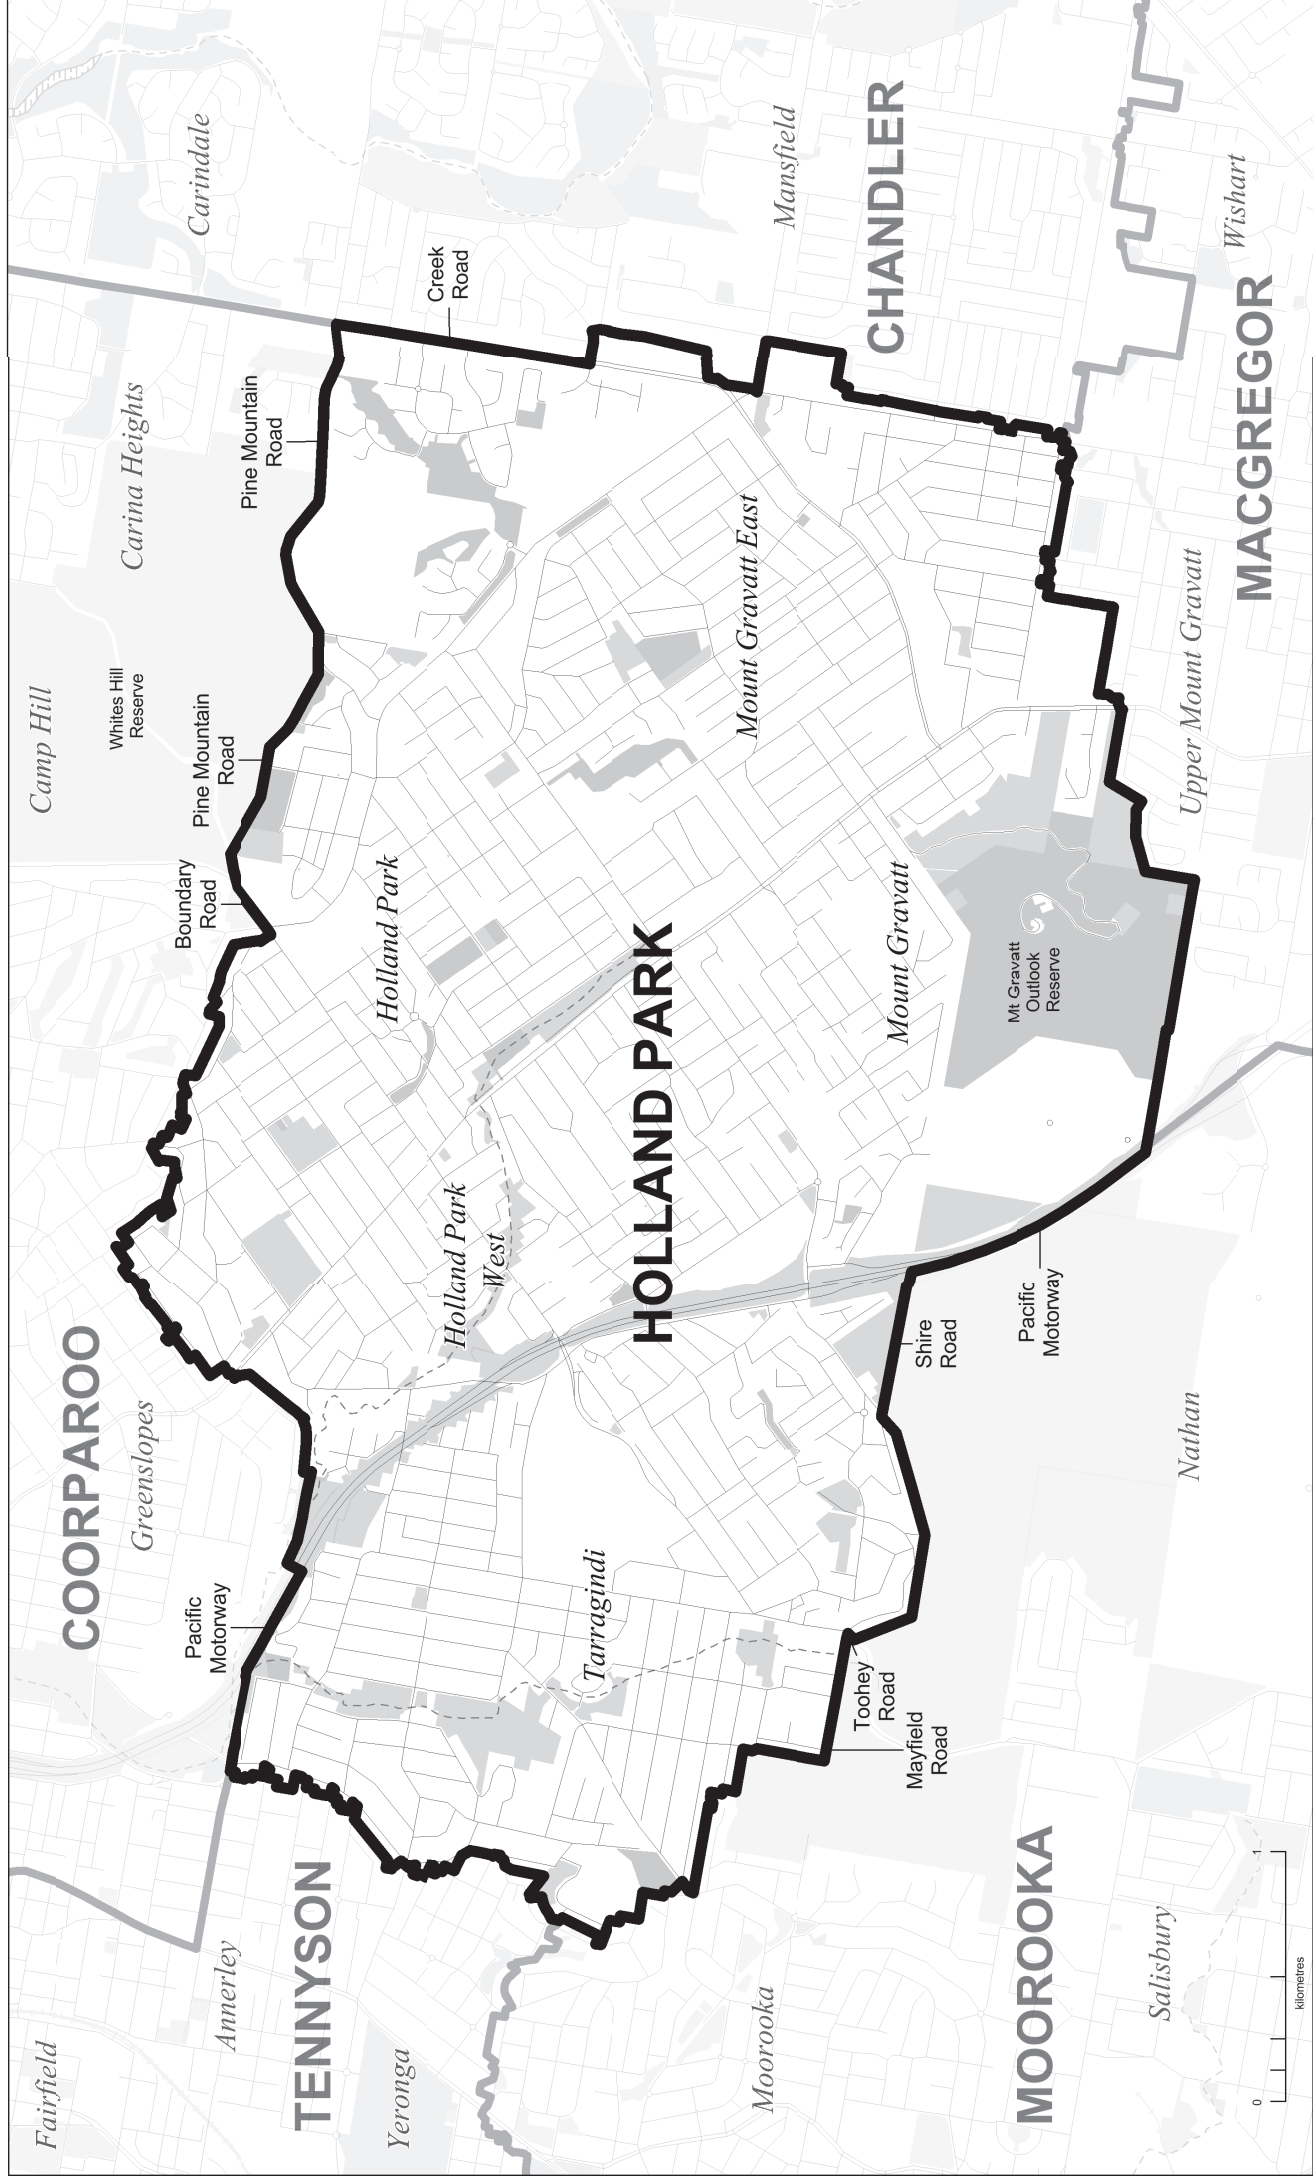 Fairfield
Annerley
TENNYSON
Yeronga
Moorooka
MOOROOKA
Salisbury
0
1
kilometres
Pacific
Motorway
COORPAROO
Greenslopes
Tarragindi
Toohey
Road
Mayfield
Road
Nathan
Shire
Road
Pacific
Motorway
Holland Park
West
HOLLAND PARK
Holland Park
Boundary
Road
Pine Mountain
Road
Camp Hill
Whites Hill
Reserve
Mount Gravatt
Mt Gravatt
Outlook
Reserve
Mount Gravatt East
Upper Mount Gravatt
Carina Heights
Pine Mountain
Road
Creek
Road
Carindale
Mansfield
CHANDLER
MACGREGOR
Wishart